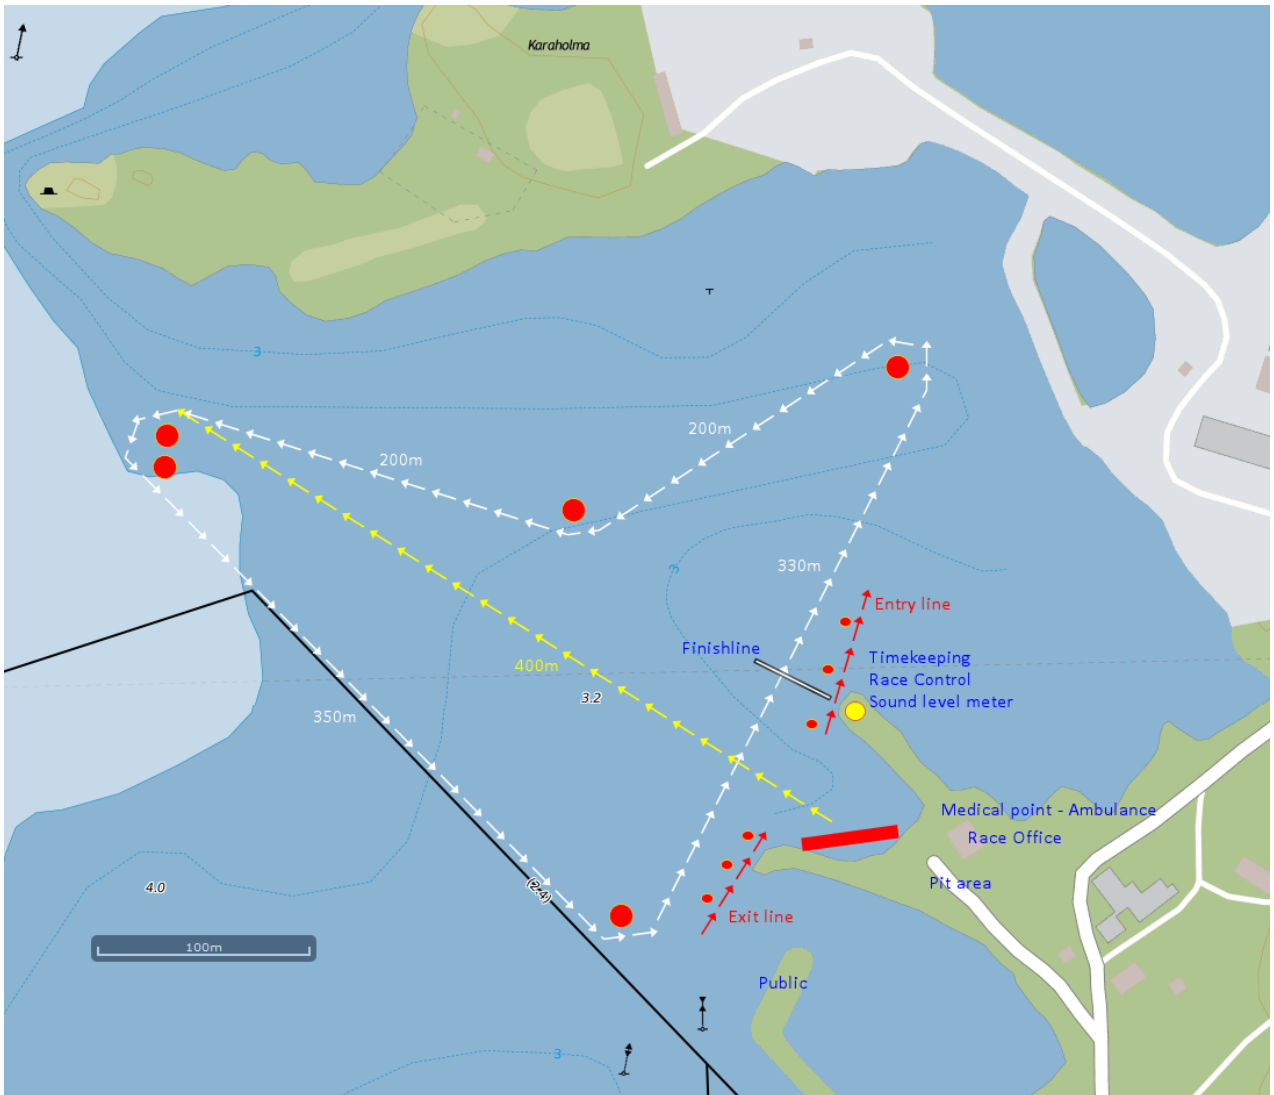 Karaholma
3
200m
200m
3
330m
Entry line
Finishline
Timekeeping
Race Control
Sound level meter
400m
3.2
350m
Medical point - Ambulance
Race Office
Pit area
(2.4)
4.0
Exit line
100m
Public
3